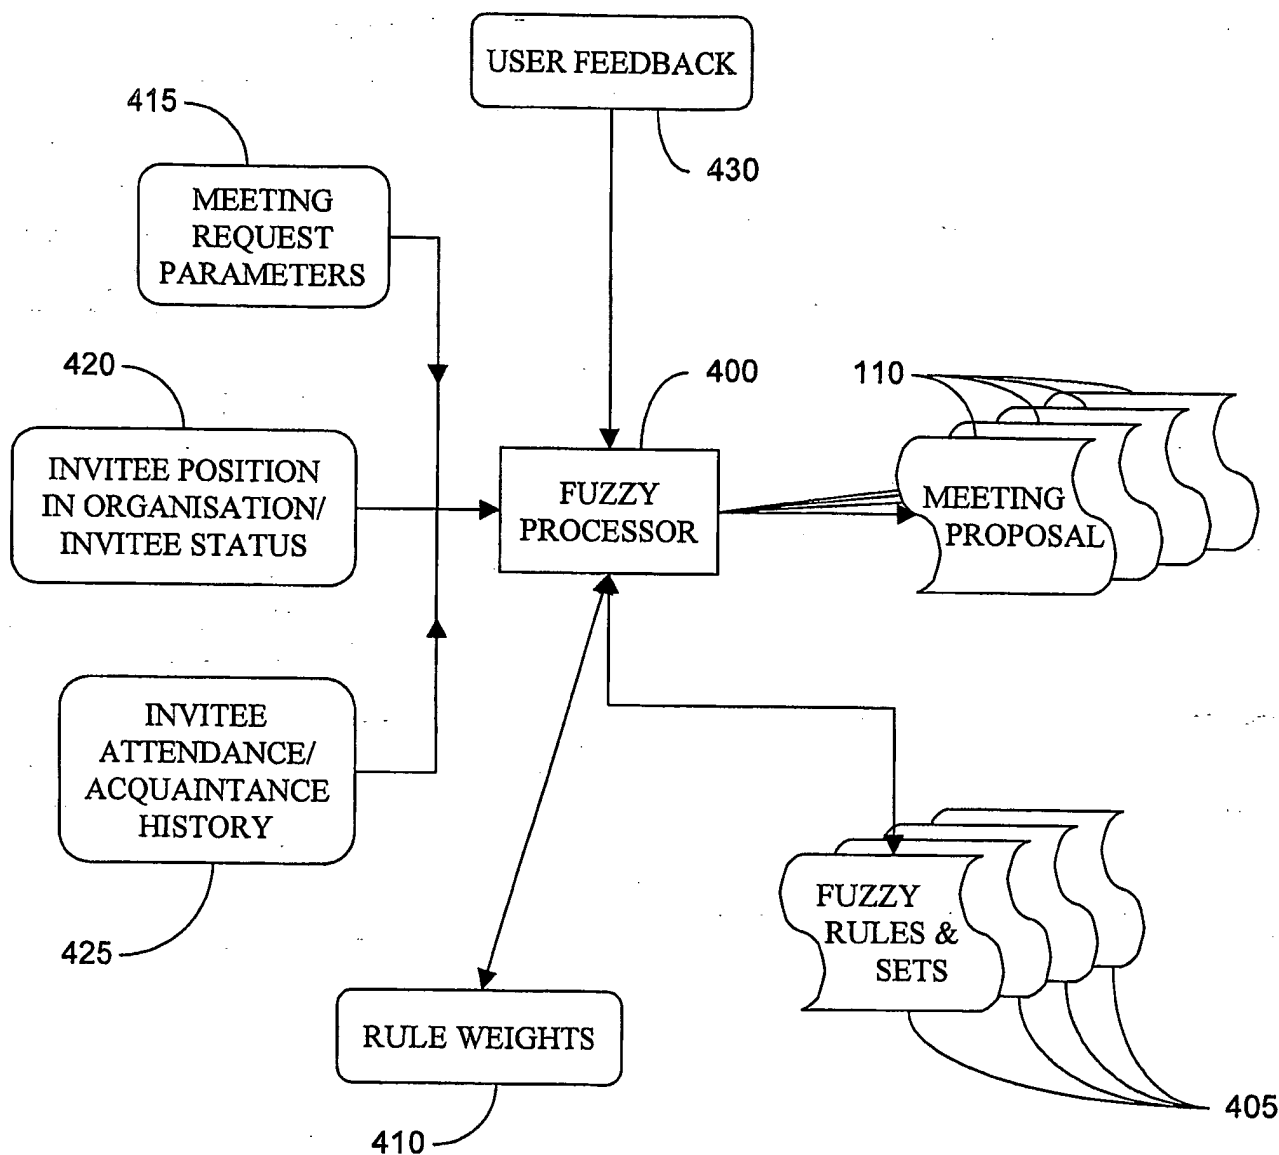 USER FEEDBACK
430
415
MEETING
REQUEST
PARAMETERS
420
INVITEE POSITION
IN ORGANISATION/
INVITEE STATUS
400
FUZZY
PROCESSOR
110
MEETING
PROPOSAL
INVITEE
ATTENDANCE/
ACQUAINTANCE
HISTORY
425
RULE WEIGHTS
410
FUZZY
RULES &
SETS
405